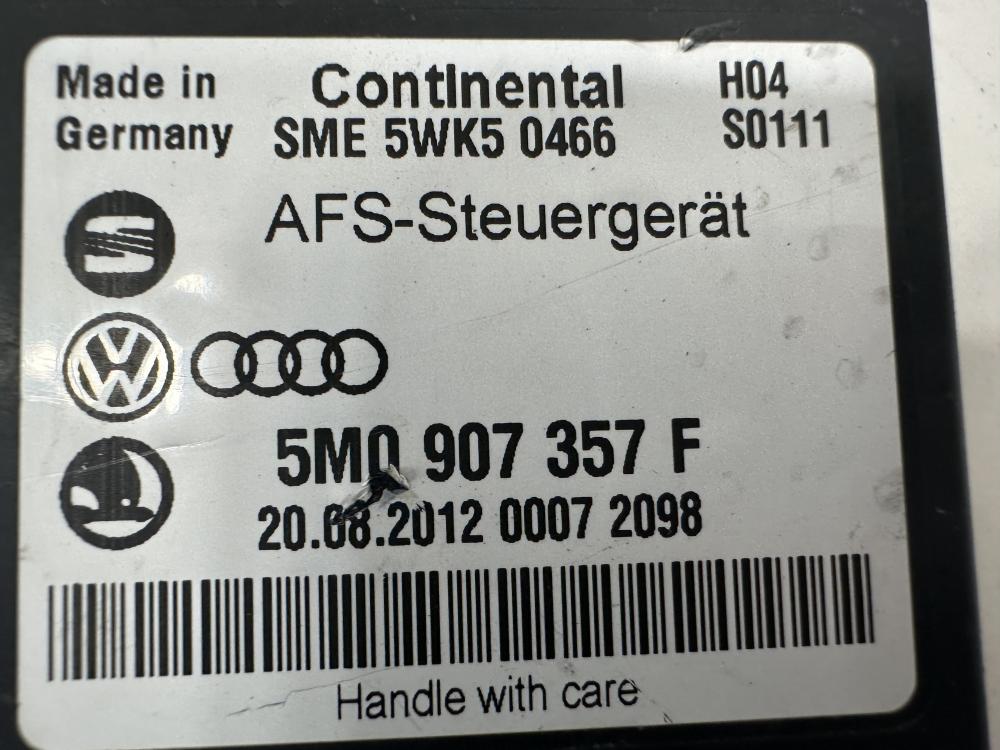 Made in
Germany
Continental
SME 5WK5 0466
H04
S0111
AFS-Steuergerät
5M0 907 357 F
20.08.2012 0007 2098
Handle with care